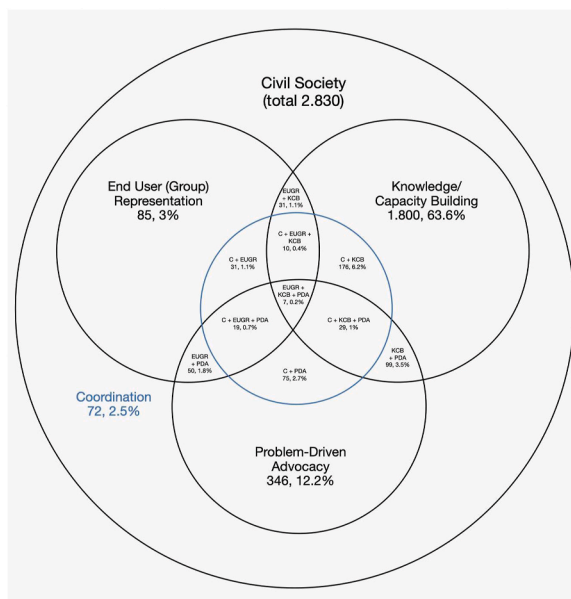 Civil Society
(total 2.830)
End User (Group)
Representation
85, 3%
Knowledge/
Capacity Building
1.800, 63.6%
EUGR
+ KCB
31, 1.1%
C + EUGR +
KCB
10, 0.4%
C + EUGR
31, 1.1%
C + KCB
176, 6.2%
EUGR +
KCB + PDA
7, 0.2%
C + EUGR + PDA
19, 0.7%
C + KCB + PDA
29, 1%
EUGR
+ PDA
50, 1.8%
KCB
+ PDA
99, 3.5%
C + PDA
75, 2.7%
Coordination
72, 2.5%
Problem-Driven
Advocacy
346, 12.2%